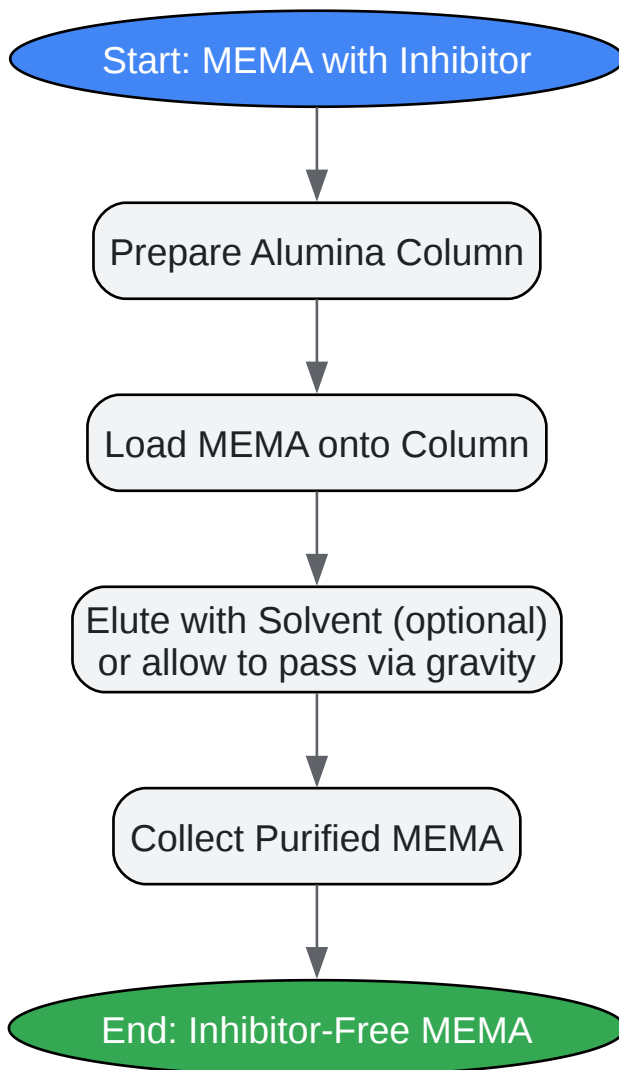 Start: MEMA with Inhibitor
Prepare Alumina Column
Load MEMA onto Column
Elute with Solvent (optional)
or allow to pass via gravity
Collect Purified MEMA
End: Inhibitor-Free MEMA